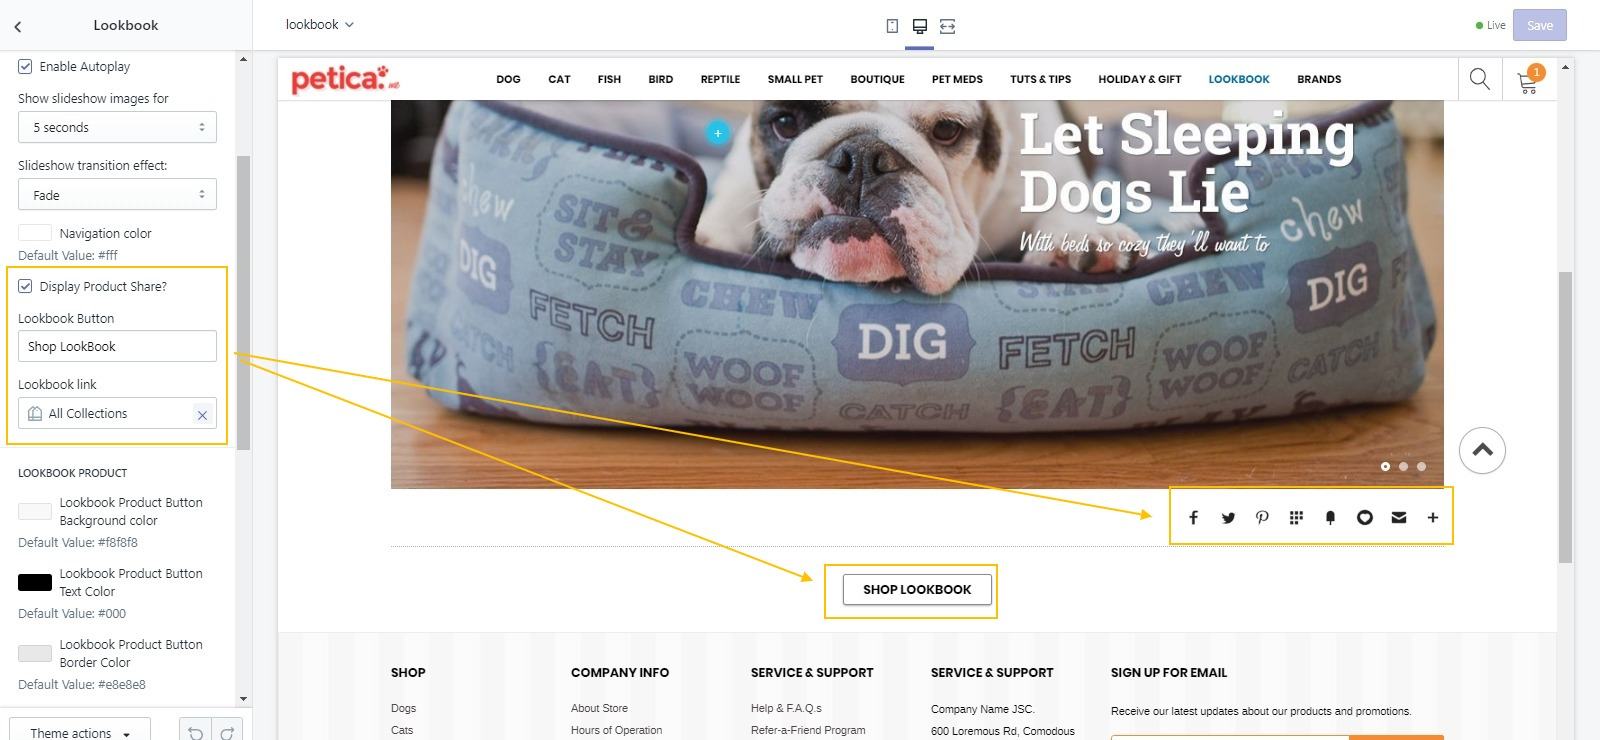 Lookbook
lookbook
Live
Save
Enable Autoplay
Show slideshow images for
5 seconds
Slideshow transition effect:
Fade
Navigation color
Default Value: #fff
Display Product Share?
Lookbook Button
Shop LookBook
Lookbook link
All Collections
LOOKBOOK PRODUCT
Lookbook Product Button
Background color
Default Value: #f8f8f8
Lookbook Product Button
Text Color
Default Value: #000
Lookbook Product Button
Border Color
Default Value: #e8e8e8
Theme actions
petica.
DOG CAT FISH BIRD REPTILE SMALL PET BOUTIQUE PET MEDS TUTS & TIPS HOLIDAY & GIFT LOOKBOOK BRANDS
1
Let Sleeping
Dogs Lie
With beds so cozy they'll want to
chew
SIT&
STAY
DIG
FETCH
CHEW
WOOF
WOOF
{EAT}
DIG
CATCH
STAY
FETCH
CHEW
WOOF
WOOF
{EAT}
chew
DIG
CATCH
SHOP LOOKBOOK
SHOP
Dogs
Cats
COMPANY INFO
About Store
Hours of Operation
SERVICE & SUPPORT
Help & F.A.Q.s
Refer-a-Friend Program
SERVICE & SUPPORT
Company Name JSC.
600 Loremous Rd, Comodous
SIGN UP FOR EMAIL
Receive our latest updates about our products and promotions.